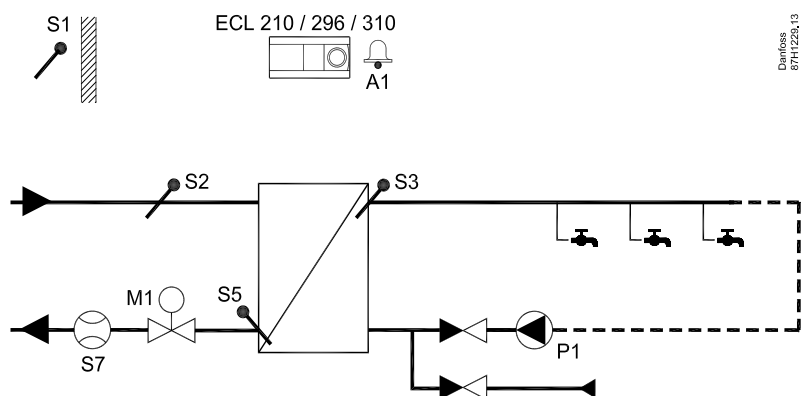 S1
ECL 210 / 296 / 310
A1
Danfoss
87H1229.13
S2
S3
M1
S5
S7
P1